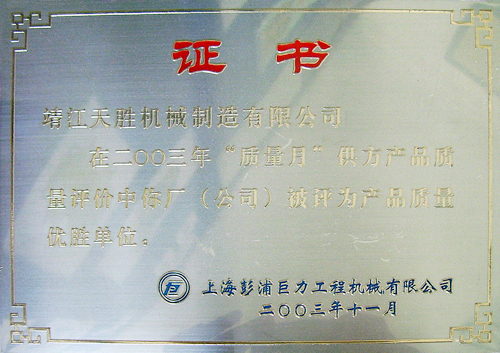 证书
靖江天胜机械制造有限公司
在二〇〇三年“质量月”供方产品质
量评价中你厂（公司）被评为产品质量
优胜单位。
上海彭浦巨力工程机械有限公司
二〇〇三年十一月